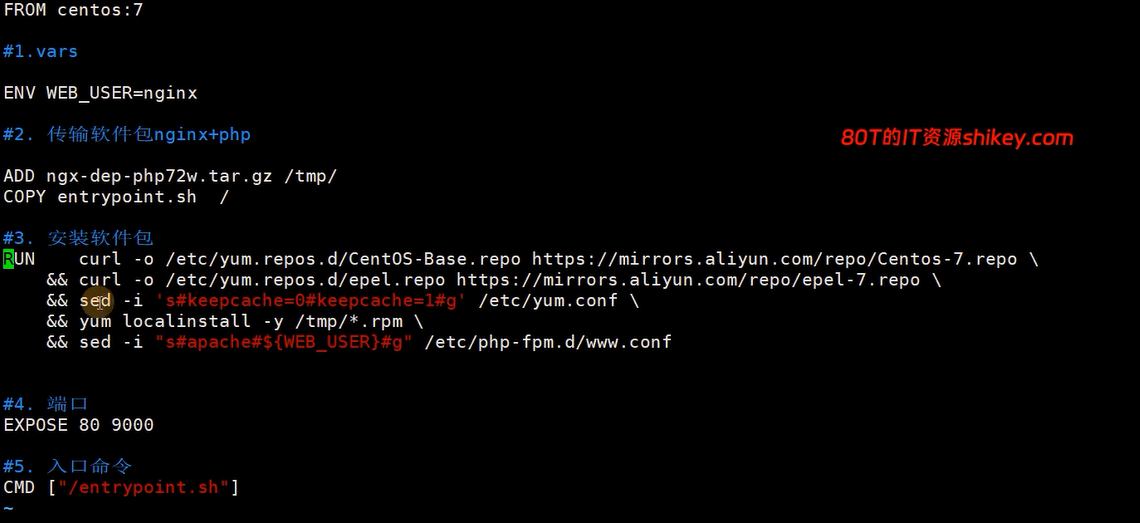 FROM centos:7
#1.vars
ENV WEB_USER=nginx
#2. 传输软件包nginx+php
80T的IT资源shikey.com
ADD ngx-dep-php72w.tar.gz /tmp/
COPY entrypoint.sh  /
#3. 安装软件包
RUN    curl -o /etc/yum.repos.d/CentOS-Base.repo https://mirrors.aliyun.com/repo/Centos-7.repo \
    && curl -o /etc/yum.repos.d/epel.repo https://mirrors.aliyun.com/repo/epel-7.repo \
    && sed -i 's#keepcache=0#keepcache=1#g' /etc/yum.conf \
    && yum localinstall -y /tmp/*.rpm \
    && sed -i "s#apache#${WEB_USER}#g" /etc/php-fpm.d/www.conf
#4. 端口
EXPOSE 80 9000
#5. 入口命令
CMD ["/entrypoint.sh"]
~